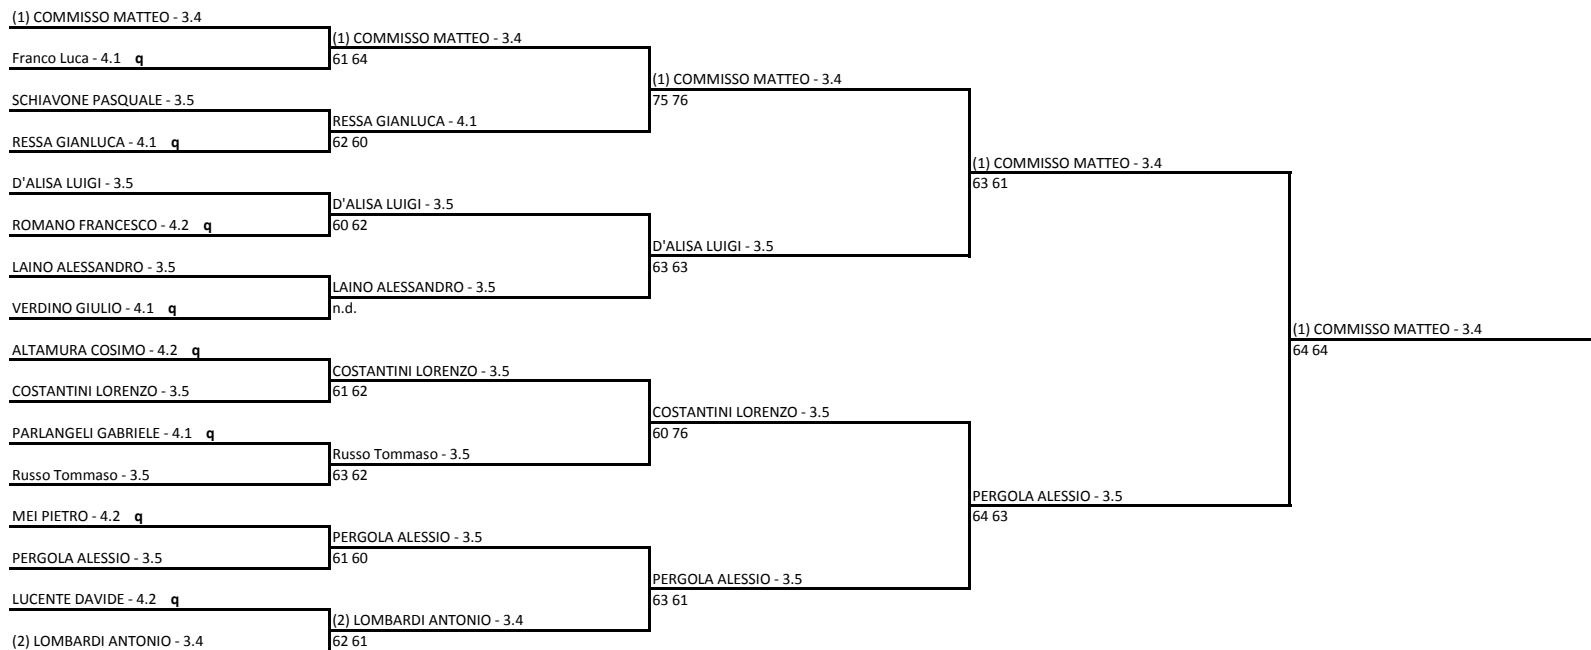 (1) COMMISSO MATTEO - 3.4
Franco Luca - 4.1 q
SCHIAVONE PASQUALE - 3.5
RESSA GIANLUCA - 4.1 q
D'ALISA LUIGI - 3.5
ROMANO FRANCESCO - 4.2 q
LAINO ALESSANDRO - 3.5
VERDINO GIULIO - 4.1 q
ALTAMURA COSIMO - 4.2 q
COSTANTINI LORENZO - 3.5
PARLANGELI GABRIELE - 4.1 q
Russo Tommaso - 3.5
MEI PIETRO - 4.2 q
PERGOLA ALESSIO - 3.5
LUCENTE DAVIDE - 4.2 q
(2) LOMBARDI ANTONIO - 3.4
(1) COMMISSO MATTEO - 3.4
61 64
RESSA GIANLUCA - 4.1
62 60
D'ALISA LUIGI - 3.5
60 62
LAINO ALESSANDRO - 3.5
n.d.
COSTANTINI LORENZO - 3.5
61 62
Russo Tommaso - 3.5
63 62
PERGOLA ALESSIO - 3.5
61 60
(2) LOMBARDI ANTONIO - 3.4
62 61
(1) COMMISSO MATTEO - 3.4
75 76
D'ALISA LUIGI - 3.5
63 63
COSTANTINI LORENZO - 3.5
60 76
PERGOLA ALESSIO - 3.5
63 61
(1) COMMISSO MATTEO - 3.4
63 61
PERGOLA ALESSIO - 3.5
64 63
(1) COMMISSO MATTEO - 3.4
64 64